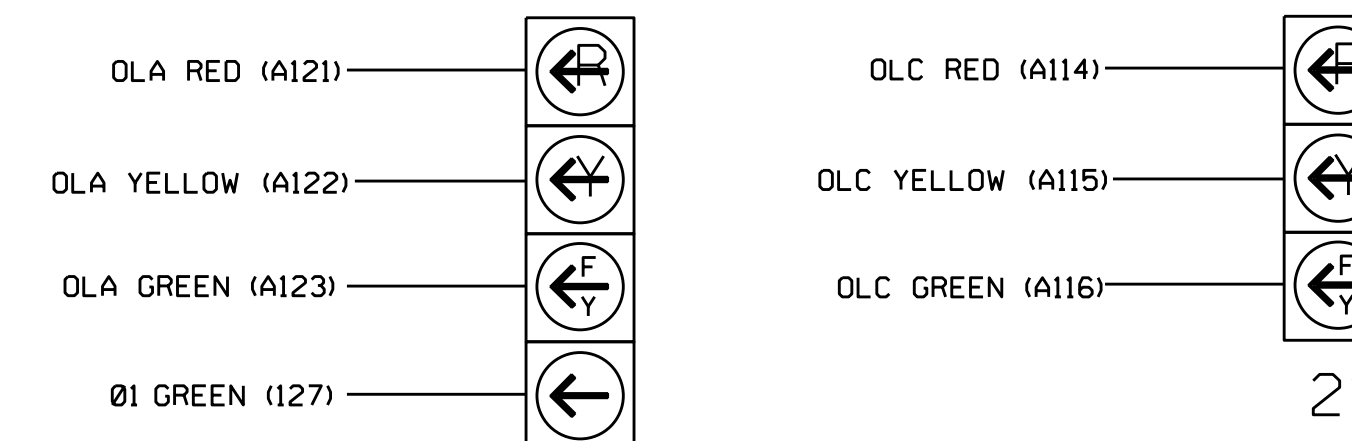 OLA RED (A121)
R
OLA YELLOW (A122)
Y
OLA GREEN (A123)
F
Y
Ø1 GREEN (127)
OLC RED (A114)
OLC YELLOW (A115)
Y
OLC GREEN (A116)
F
Y
2